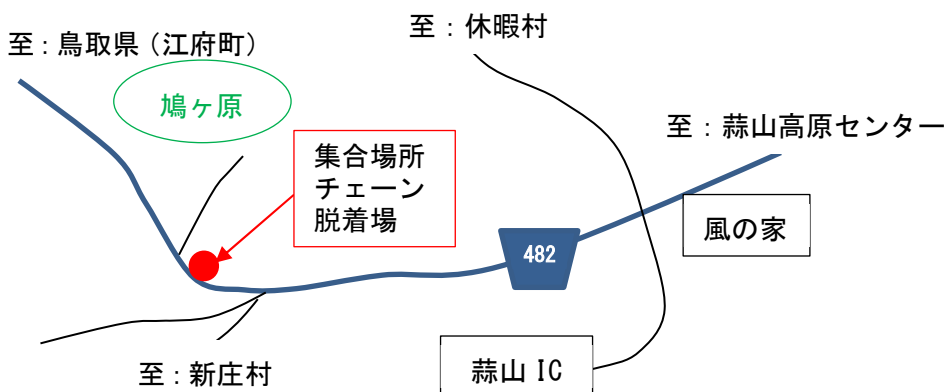 至：休暇村
至：鳥取県（江府町）
鳩ヶ原
至：蒜山高原センター
集合場所
チェーン
脱着場
風の家
482
至：新庄村
蒜山 IC